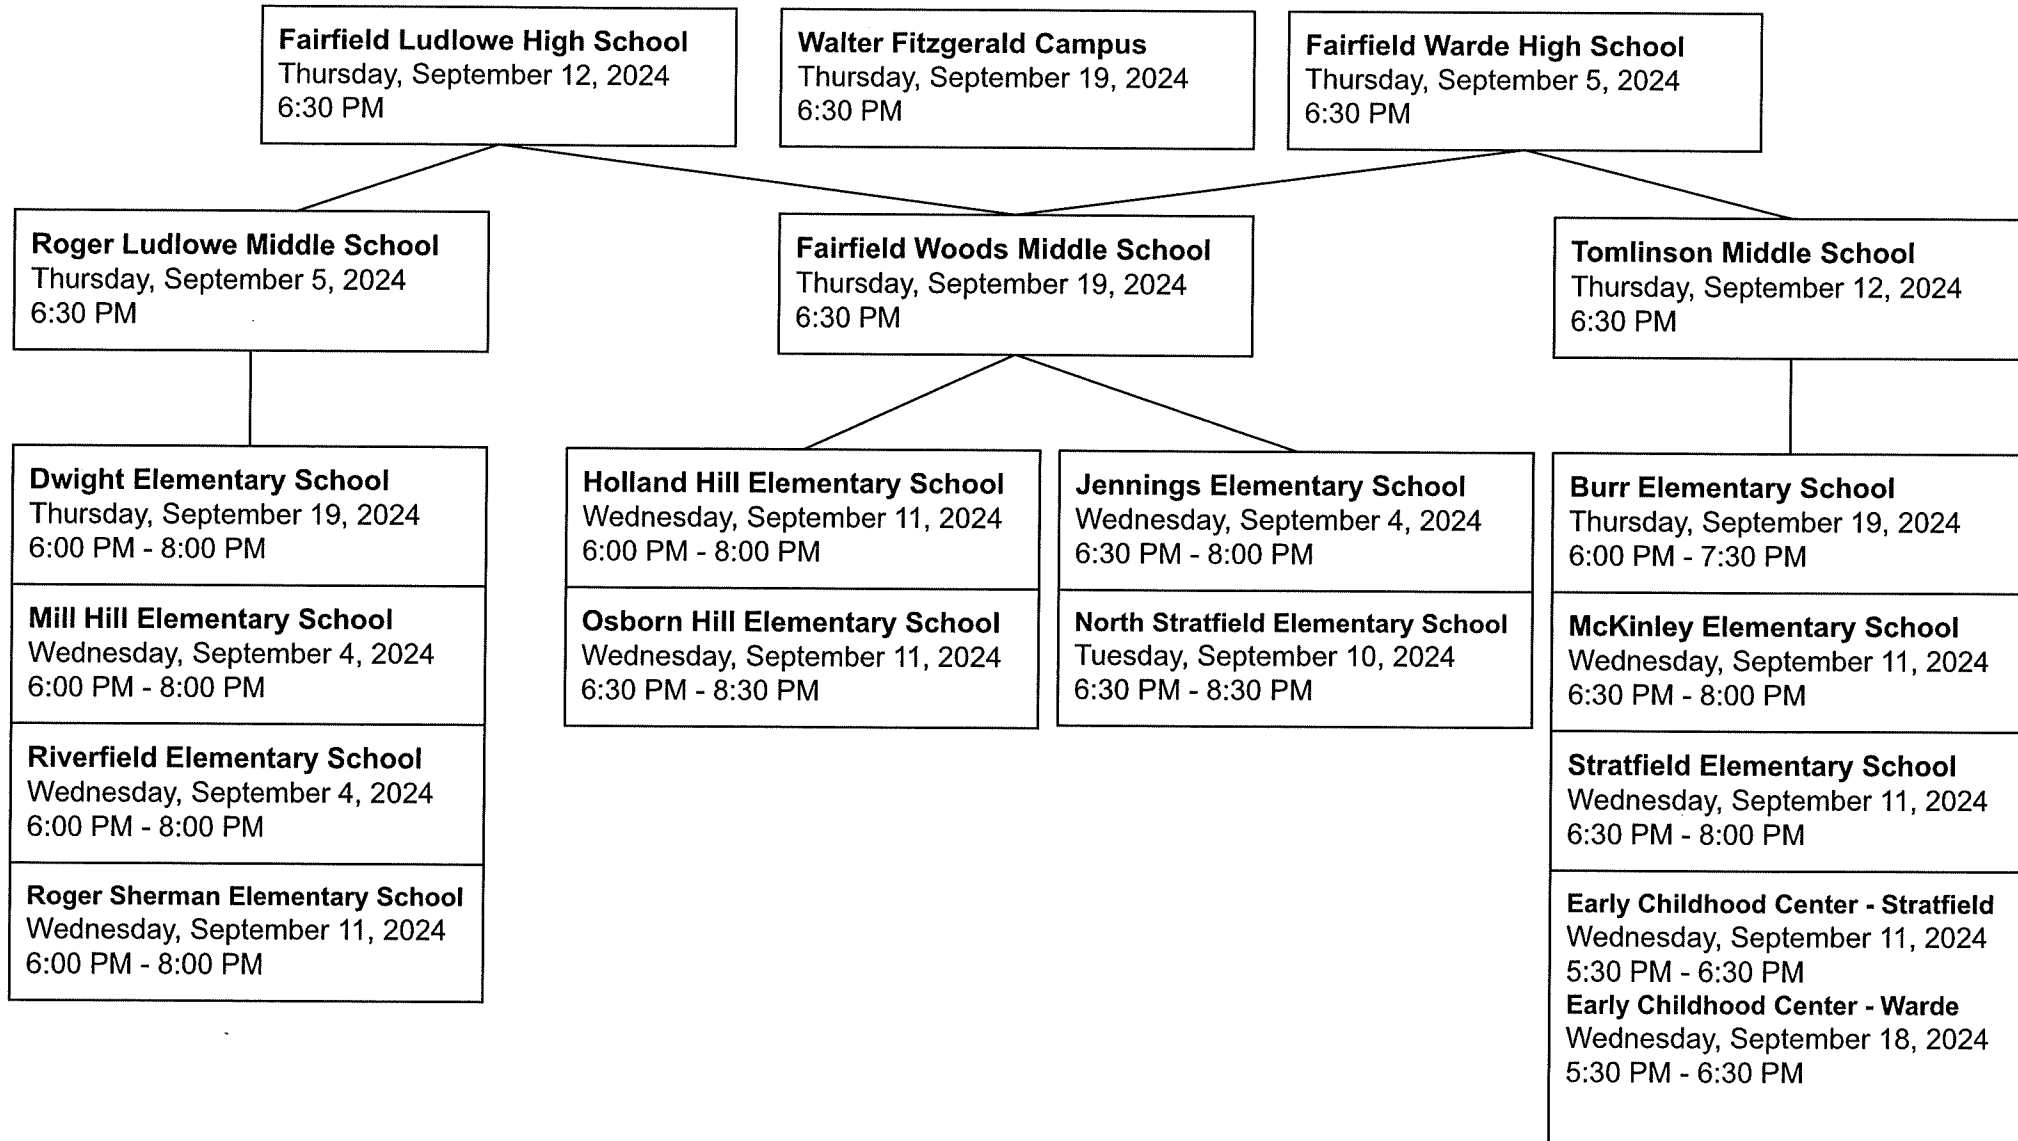 Fairfield Ludlowe High School
Thursday, September 12, 2024
6:30 PM
Walter Fitzgerald Campus
Thursday, September 19, 2024
6:30 PM
Fairfield Warde High School
Thursday, September 5, 2024
6:30 PM
Roger Ludlowe Middle School
Thursday, September 5, 2024
6:30 PM
Fairfield Woods Middle School
Thursday, September 19, 2024
6:30 PM
Tomlinson Middle School
Thursday, September 12, 2024
6:30 PM
Dwight Elementary School
Thursday, September 19, 2024
6:00 PM - 8:00 PM
Mill Hill Elementary School
Wednesday, September 4, 2024
6:00 PM - 8:00 PM
Riverfield Elementary School
Wednesday, September 4, 2024
6:00 PM - 8:00 PM
Roger Sherman Elementary School
Wednesday, September 11, 2024
6:00 PM - 8:00 PM
Holland Hill Elementary School
Wednesday, September 11, 2024
6:00 PM - 8:00 PM
Osborn Hill Elementary School
Wednesday, September 11, 2024
6:30 PM - 8:30 PM
Jennings Elementary School
Wednesday, September 4, 2024
6:30 PM - 8:00 PM
North Stratfield Elementary School
Tuesday, September 10, 2024
6:30 PM - 8:30 PM
Burr Elementary School
Thursday, September 19, 2024
6:00 PM - 7:30 PM
McKinley Elementary School
Wednesday, September 11, 2024
6:30 PM - 8:00 PM
Stratfield Elementary School
Wednesday, September 11, 2024
6:30 PM - 8:00 PM
Early Childhood Center - Stratfield
Wednesday, September 11, 2024
5:30 PM - 6:30 PM
Early Childhood Center - Warde
Wednesday, September 18, 2024
5:30 PM - 6:30 PM